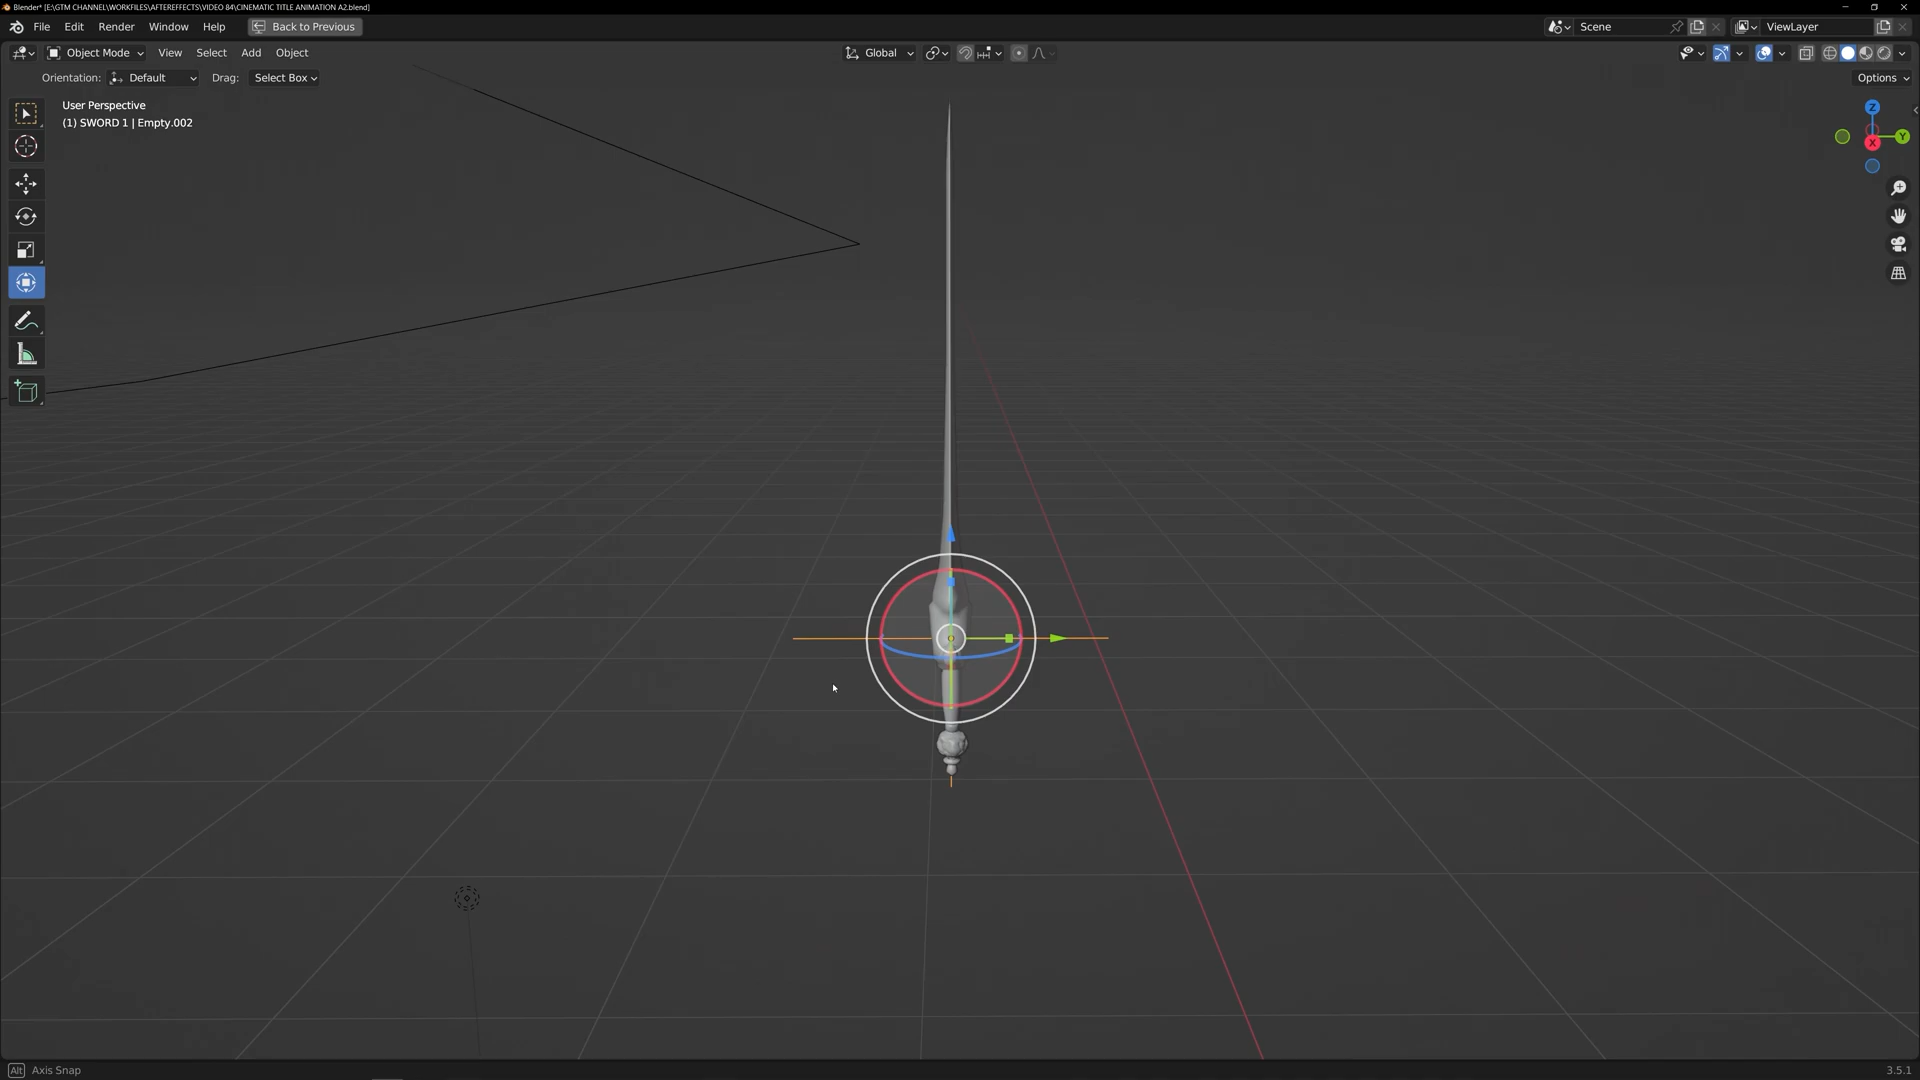 Blender* [E:\GTM CHANNEL\WORKFILES\AFTEREFFECTS\VIDEO 84\CINEMATIC TITLE ANIMATION A2.blend]
File Edit Render Window Help Back to Previous Scene ViewLayer
Object Mode View Select Add Object Global
Orientation: Default Drag: Select Box Options
User Perspective
(1) SWORD 1 | Empty.002
Z
Y
X
Alt Axis Snap 3.5.1